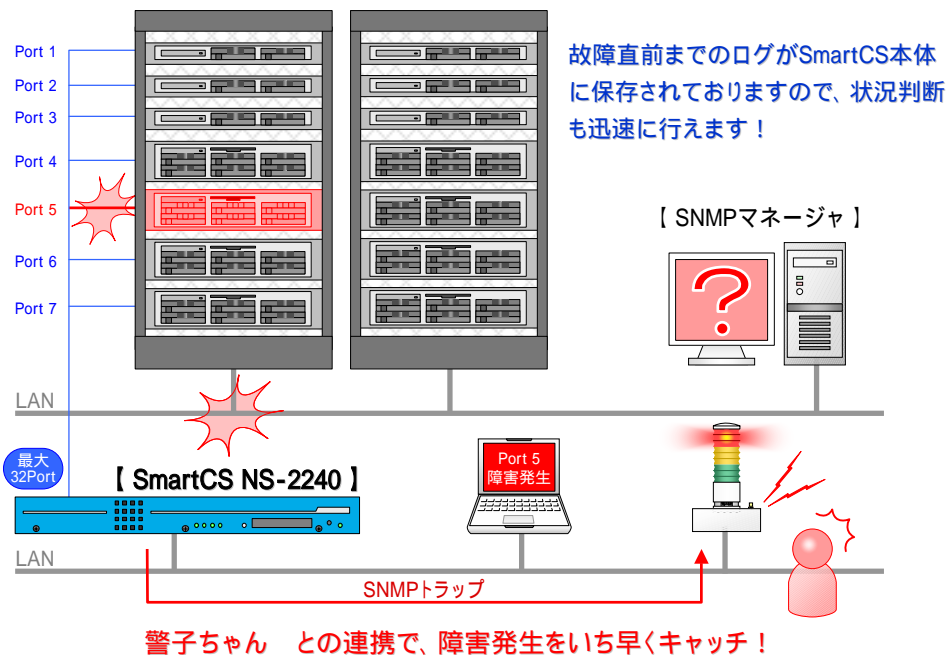 Port 1
Port 2
Port 3
Port 4
Port 5
Port 6
Port 7
故障直前までのログがSmartCS本体
に保存されておりますので、状況判断
も迅速に行えます！
【 SNMPマネージャ 】
?
LAN
最大
32Port
【 SmartCS NS-2240 】
Port 5
障害発生
LAN
SNMPトラップ
警子ちゃん との連携で、障害発生をいち早くキャッチ！